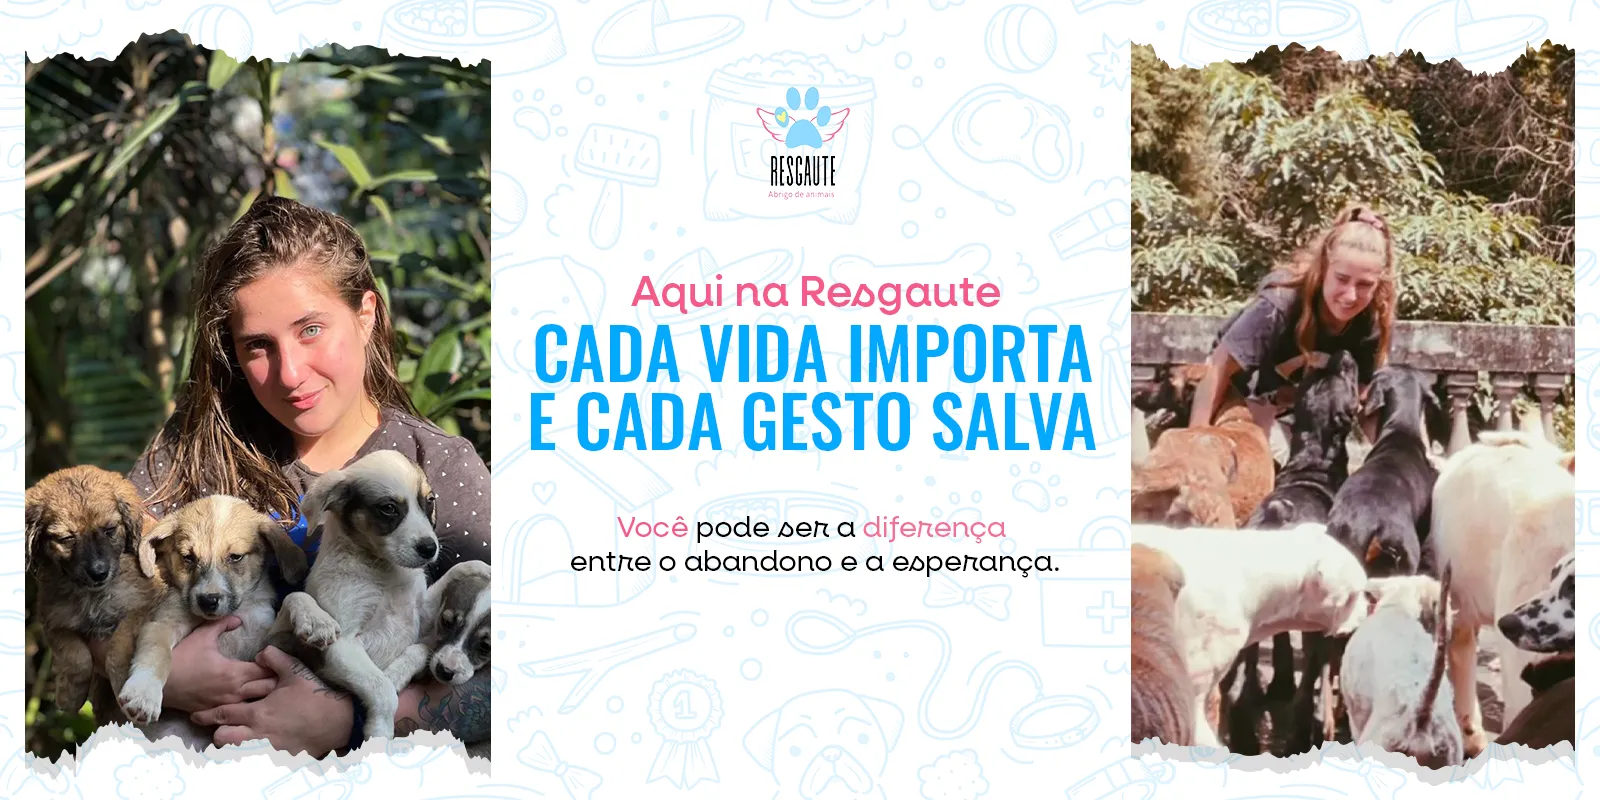 RESGAUTE
Abrigo de animais
Aqui na Resgaute
CADA VIDA IMPORTA
E CADA GESTO SALVA
Você pode ser a diferença
entre o abandono e a esperança.
1